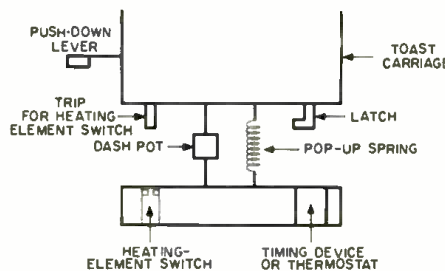 PUSH-DOWN
LEVER
TOAST
CARRIAGE
TRIP
FOR HEATING
ELEMENT SWITCH
LATCH
DASH POT
POP-UP SPRING
HEATING-
ELEMENT SWITCH
TIMING DEVICE
OR THERMOSTAT